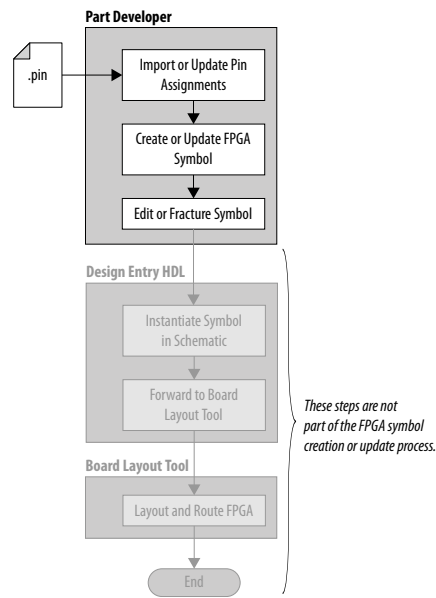 Part Developer
.pin
Import or Update Pin
Assignments
Create or Update FPGA
Symbol
Edit or Fracture Symbol
Design Entry HDL
Instantiate Symbol
in Schematic
Forward to Board
Layout Tool
These steps are not
part of the FPGA symbol
creation or update process.
Board Layout Tool
Layout and Route FPGA
End